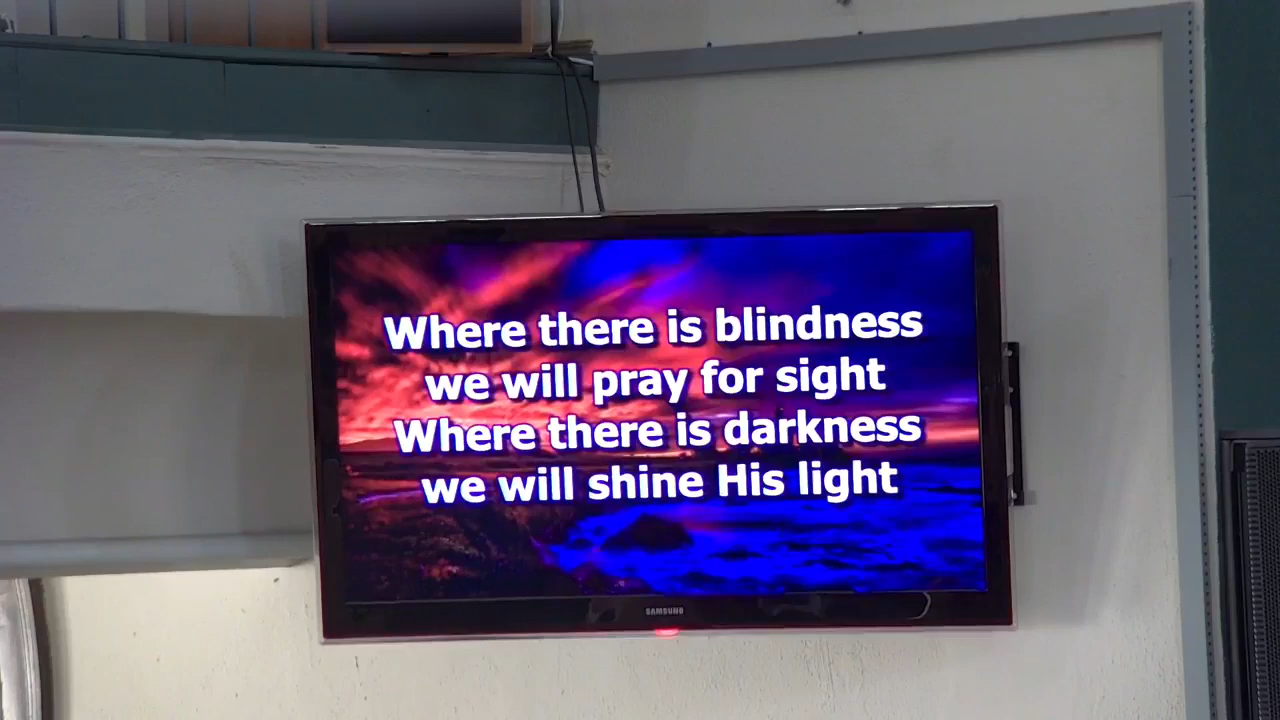 Where there is blindness
we will pray for sight
Where there is darkness
we will shine His light
SAMSUNG